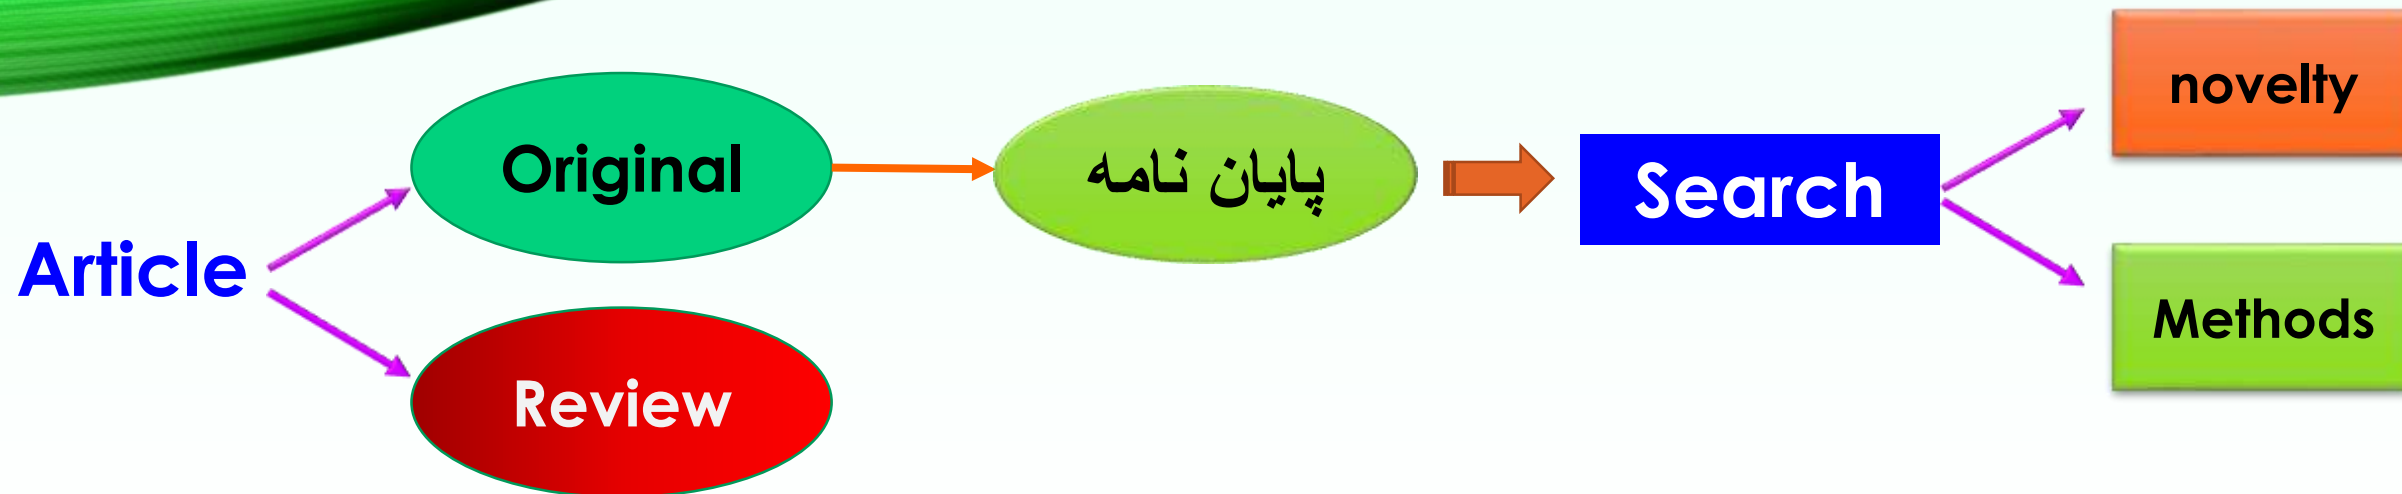 Article
Original
Review
پایان نامه
Search
novelty
Methods